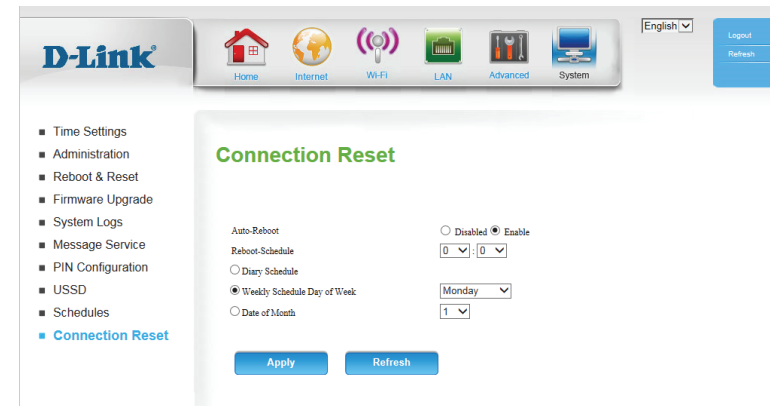 English
Logout
Refresh
D-Link®
Home Internet Wi-Fi LAN Advanced System
Time Settings
Administration
Reboot & Reset
Firmware Upgrade
System Logs
Message Service
PIN Configuration
USSD
Schedules
Connection Reset
Connection Reset
Auto-Reboot Disabled Enable
Reboot-Schedule 0 : 0
Diary Schedule
Weekly Schedule Day of Week Monday
Date of Month 1
Apply Refresh